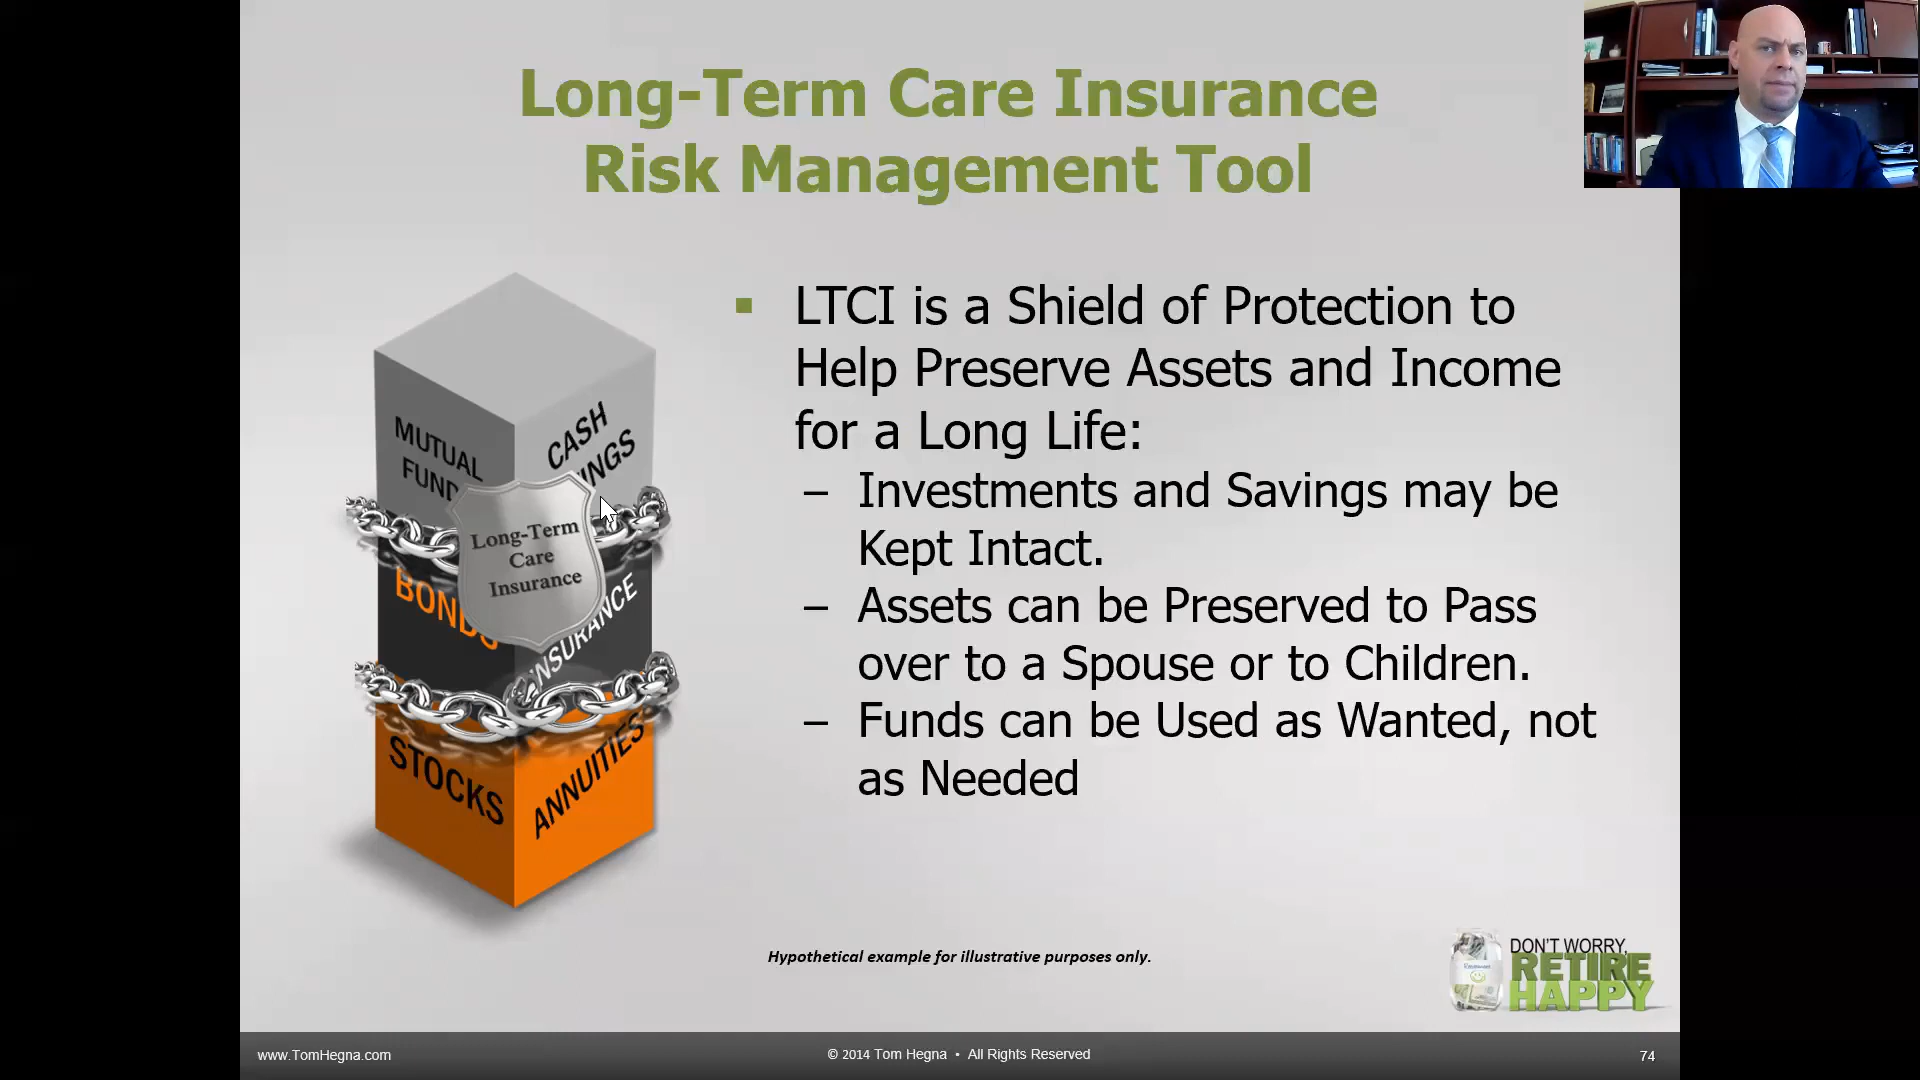 Long-Term Care Insurance
Risk Management Tool
LTCI is a Shield of Protection to
Help Preserve Assets and Income
for a Long Life:
– Investments and Savings may be
Kept Intact.
– Assets can be Preserved to Pass
over to a Spouse or to Children.
– Funds can be Used as Wanted, not
as Needed
MUTUAL
CASH
Long-Term
Care
Insurance
STOCKS
ANNUITIES
Hypothetical example for illustrative purposes only.
DON'T WORRY,
RETIRE
HAPPY
www.TomHegna.com
© 2014 Tom Hegna • All Rights Reserved
74